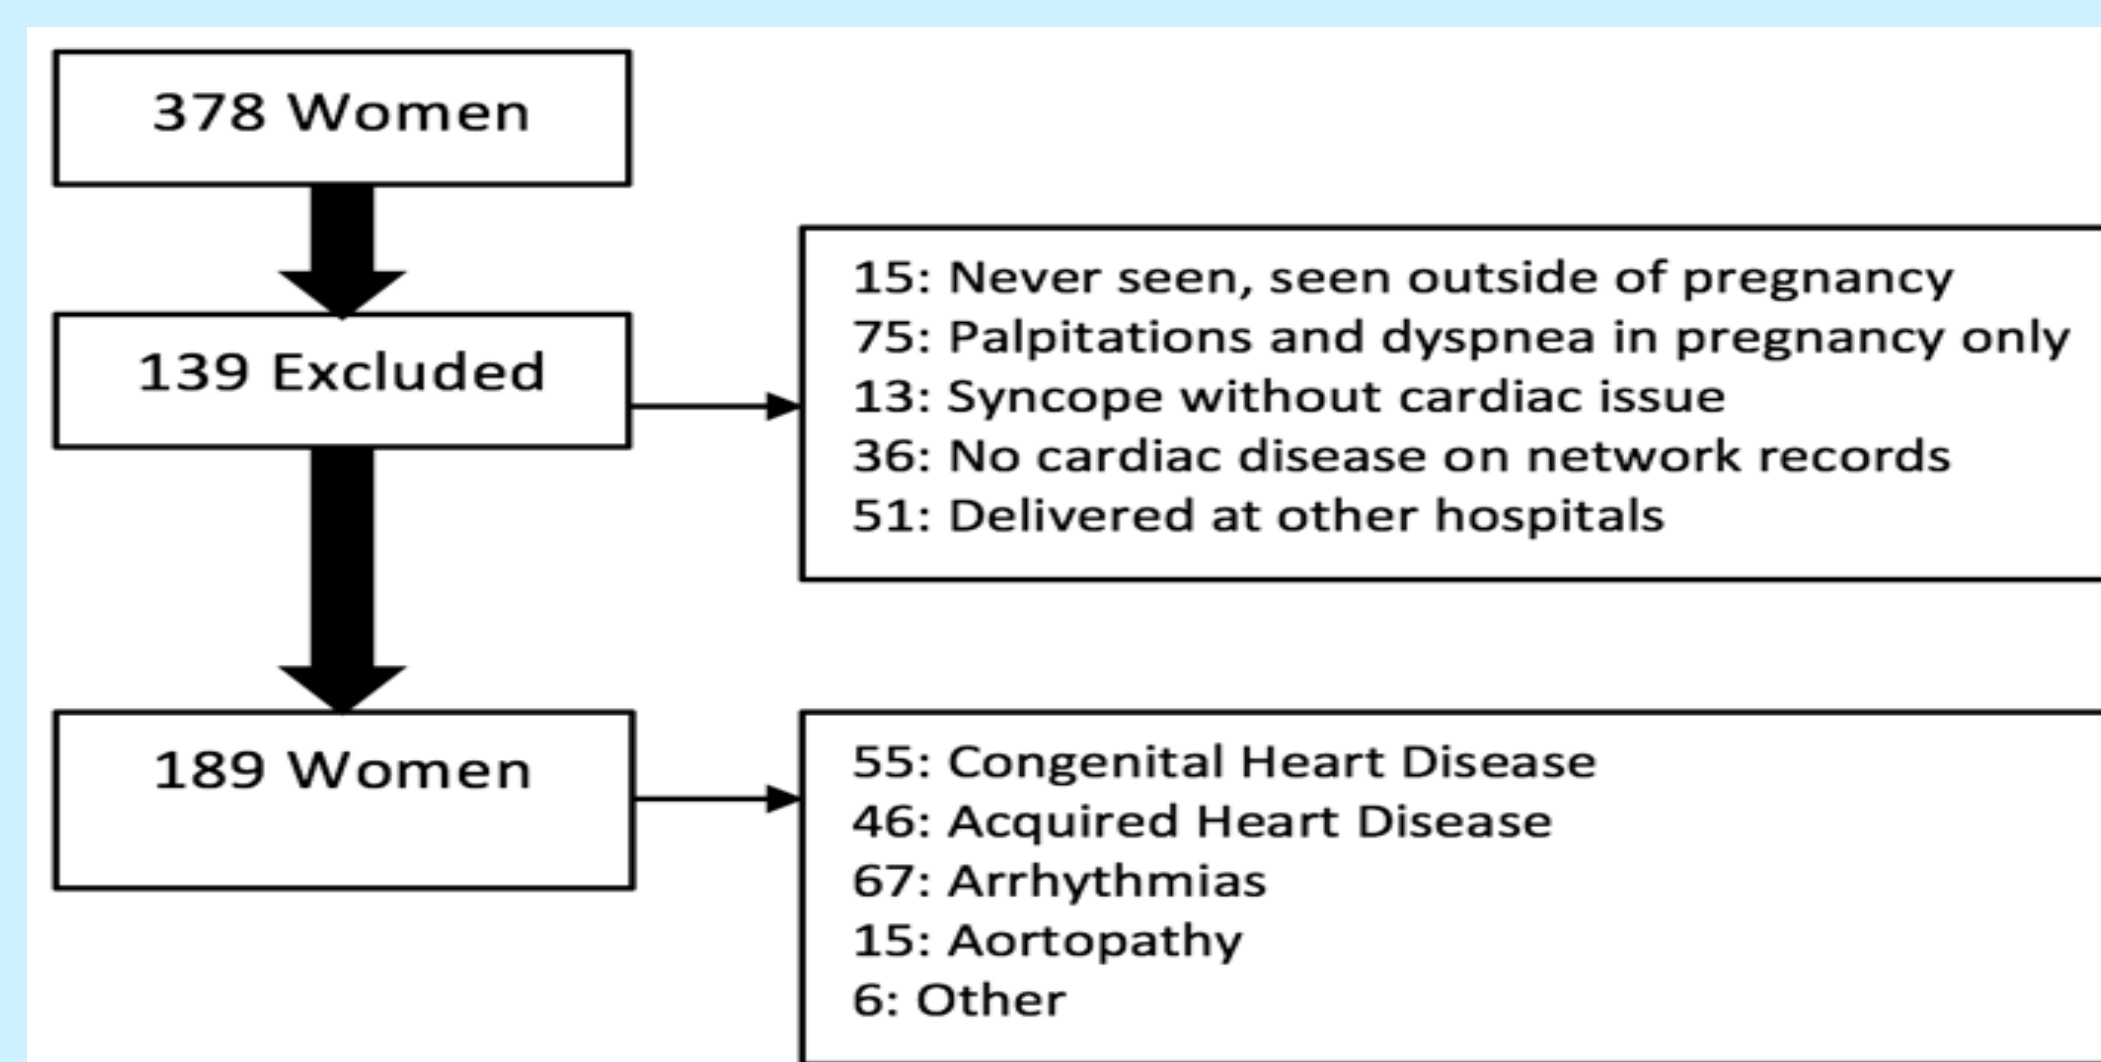 378 Women
139 Excluded
15: Never seen, seen outside of pregnancy
75: Palpitations and dyspnea in pregnancy only
13: Syncope without cardiac issue
36: No cardiac disease on network records
51: Delivered at other hospitals
189 Women
55: Congenital Heart Disease
46: Acquired Heart Disease
67: Arrhythmias
15: Aortopathy
6: Other